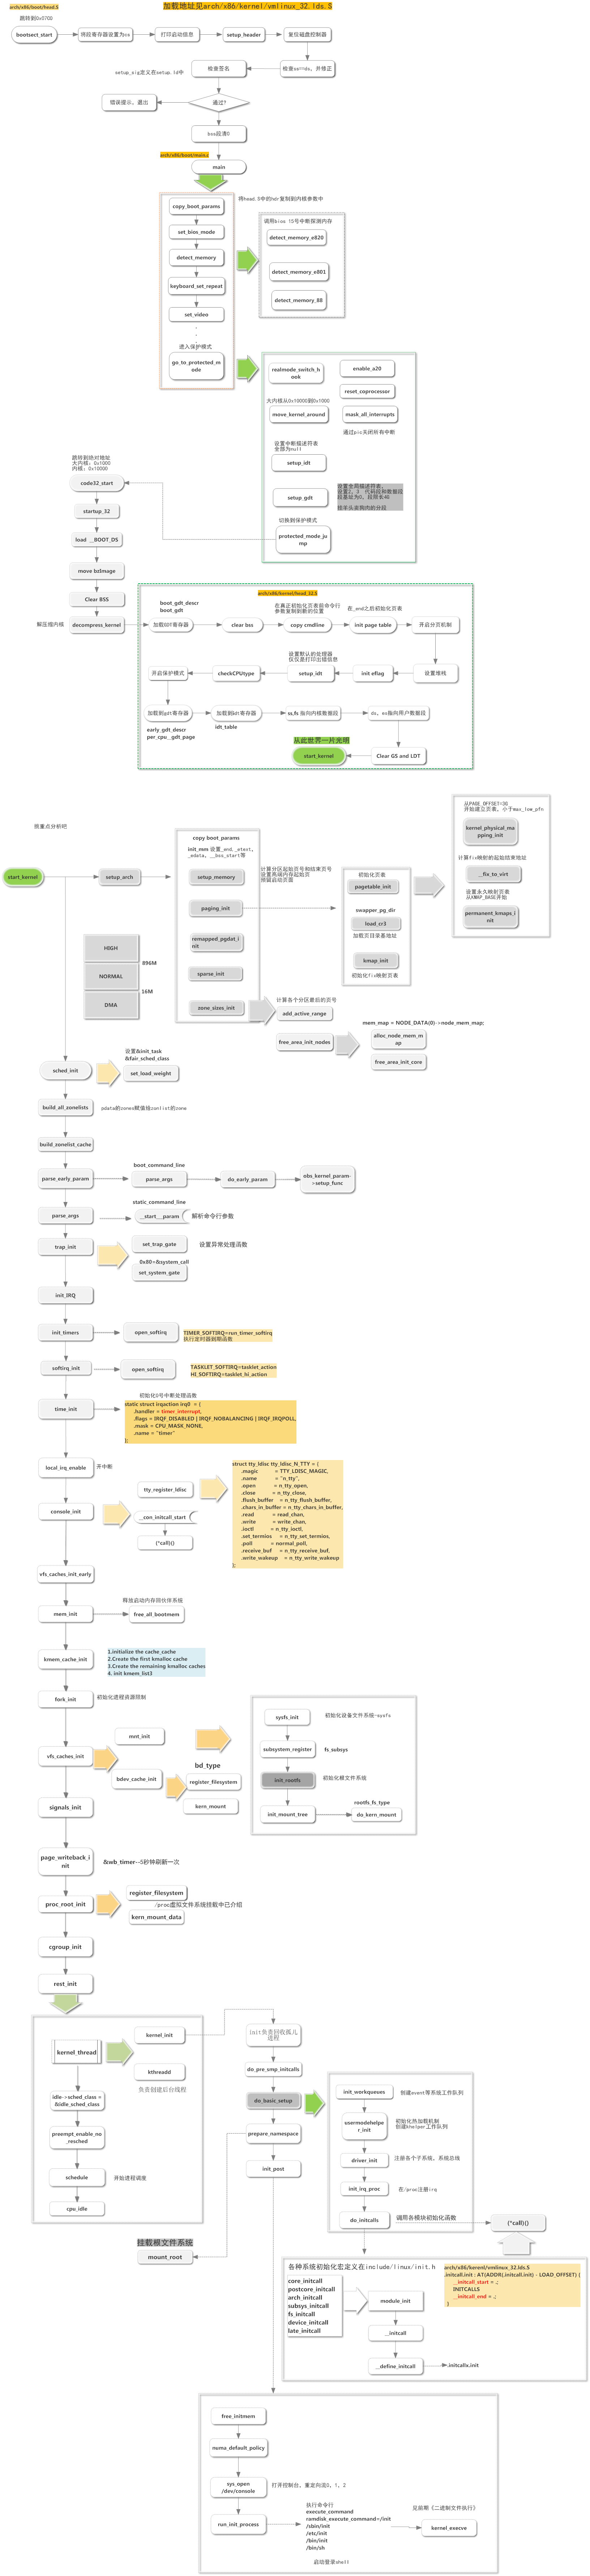 arch/x86/boot/head.S
加载地址见arch/x86/kernel/vmlinux_32.lds.S
跳转到0x0700
bootsect_start
将段寄存器设置为cs
打印启动信息
setup_header
复位磁盘控制器
检查ss==ds，并修正
检查签名
setup_sig定义在setup.ld中
通过?
错误提示、退出
bss段清0
arch/x86/boot/main.c
main
copy_boot_params
将head.S中的hdr复制到内核参数中
set_bios_mode
detect_memory
keyboard_set_repeat
set_video
.
.
进入保护模式
go_to_protected_m
ode
调用bios 15号中断探测内存
detect_memory_e820
detect_memory_e801
detect_memory_88
realmode_switch_h
ook
enable_a20
reset_coprocessor
大内核从0x10000到0x1000
move_kernel_around
mask_all_interrupts
通过pic关闭所有中断
设置中断描述符表
全部为null
setup_idt
setup_gdt
设置全局描述符表，
设置2、3 代码段和数据段
段基址为0，段限长4G
切换到保护模式
protected_mode_ju
mp
跳转到绝对地址
大内核：0x1000
内核：0x10000
code32_start
startup_32
load __BOOT_DS
move bzImage
Clear BSS
解压缩内核
decompress_kernel
arch/x86/kernel/head_32.S
boot_gdt_descr
boot_gdt
加载GDT寄存器
clear bss
在真正初始化页表前命令行
参数复制到新的位置
copy cmdline
在_end之后初始化页表
init page table
开启分页机制
设置堆栈
init eflag
设置默认的处理器
仅仅是打印出错信息
setup_idt
checkCPUtype
开启保护模式
加载到gdt寄存器
early_gdt_descr
per_cpu__gdt_page
加载到idt寄存器
idt_table
ss,fs 指向内核数据段
ds、es指向用户数据段
Clear GS and LDT
从此世界一片光明
start_kernel
到重点分析吧
start_kernel
setup_arch
copy boot_params
init_mm 设置_end、_etext、
_edata、__bss_start等
setup_memory
计算分区起始页号和结束页号
设置高端内存起始页
预留启动页面
paging_init
remapped_pgdat_i
nit
sparse_init
zone_sizes_init
初始化页表
pagetable_init
swapper_pg_dir
load_cr3
加载页目录基地址
kmap_init
初始化fix映射页表
从PAGE_OFFSET=3G
开始建立页表，小于max_low_pfn
kernel_physical_ma
pping_init
计算fix映射的起始结束地址
__fix_to_virt
设置永久映射页表
从KMAP_BASE开始
permanent_kmaps_i
nit
HIGH
896M
NORMAL
16M
DMA
计算各个分区最后的页号
add_active_range
free_area_init_nodes
mem_map = NODE_DATA(0)->node_mem_map;
alloc_node_mem_m
ap
free_area_init_core
sched_init
设置&init_task
&fair_sched_class
set_load_weight
build_all_zonelists
pdata的zones赋值给zonlist的zone
build_zonelist_cache
parse_early_param
boot_command_line
parse_args
do_early_param
obs_kernel_param-
>setup_func
parse_args
static_command_line
__start__param
解析命令行参数
trap_init
set_trap_gate
设置异常处理函数
0x80=&system_call
set_system_gate
init_IRQ
init_timers
open_softirq
TIMER_SOFTIRQ=run_timer_softirq
执行定时器到期函数
softirq_init
open_softirq
TASKLET_SOFTIRQ=tasklet_action
HI_SOFTIRQ=tasklet_hi_action
time_init
初始化0号中断处理函数
static struct irqaction irq0 = {
.handler = timer_interrupt,
.flags = IRQF_DISABLED | IRQF_NOBALANCING | IRQF_IRQPOLL,
.mask = CPU_MASK_NONE,
.name = "timer"
};
local_irq_enable
开中断
console_init
tty_register_ldisc
__con_initcall_start
(*call)()
struct tty_ldisc tty_ldisc_N_TTY = {
.magic = TTY_LDISC_MAGIC,
.name = "n_tty",
.open = n_tty_open,
.close = n_tty_close,
.flush_buffer = n_tty_flush_buffer,
.chars_in_buffer = n_tty_chars_in_buffer,
.read = read_chan,
.write = write_chan,
.ioctl = n_tty_ioctl,
.set_termios = n_tty_set_termios,
.poll = normal_poll,
.receive_buf = n_tty_receive_buf,
.write_wakeup = n_tty_write_wakeup
};
vfs_caches_init_early
mem_init
释放启动内存回伙伴系统
free_all_bootmem
kmem_cache_init
1.initialize the cache_cache
2.Create the first kmalloc cache
3.Create the remaining kmalloc caches
4. init kmem_list3
fork_init
初始化进程资源限制
vfs_caches_init
mnt_init
bdev_cache_init
bd_type
register_filesystem
kern_mount
sysfs_init
初始化设备文件系统-sysfs
subsystem_register
fs_subsys
init_rootfs
初始化根文件系统
init_mount_tree
rootfs_fs_type
do_kern_mount
signals_init
page_writeback_i
nit
&wb_timer--5秒钟刷新一次
proc_root_init
register_filesystem
/proc虚拟文件系统挂载中已介绍
kern_mount_data
cgroup_init
rest_init
kernel_thread
kernel_init
kthreadd
负责创建后台线程
idle->sched_class =
&idle_sched_class
preempt_enable_no
_resched
schedule
开始进程调度
cpu_idle
init负责回收孤儿
进程
do_pre_smp_initcalls
do_basic_setup
prepare_namespace
init_post
挂载根文件系统
mount_root
init_workqueues
创建event等系统工作队列
usermodehelpe
r_init
初始化热加载机制
创建khelper工作队列
driver_init
注册各个子系统、系统总线
init_irq_proc
在/proc注册irq
do_initcalls
调用各模块初始化函数
(*call)()
各种系统初始化宏定义在include/linux/init.h
core_initcall
postcore_initcall
arch_initcall
subsys_initcall
fs_initcall
device_initcall
late_initcall
module_init
__initcall
__define_initcall
.initcallx.init
arch/x86/kerenl/vmlinux_32.lds.S
.initcall.init : AT(ADDR(.initcall.init) - LOAD_OFFSET) {
__initcall_start = .;
INITCALLS
__initcall_end = .;
}
free_initmem
numa_default_policy
sys_open
/dev/console
打开控制台，重定向流0，1，2
run_init_process
执行命令行
execute_command
ramdisk_execute_command=/init
/sbin/init
/etc/init
/bin/init
/bin/sh
启动登录shell
见前期《二进制文件执行》
kernel_execve